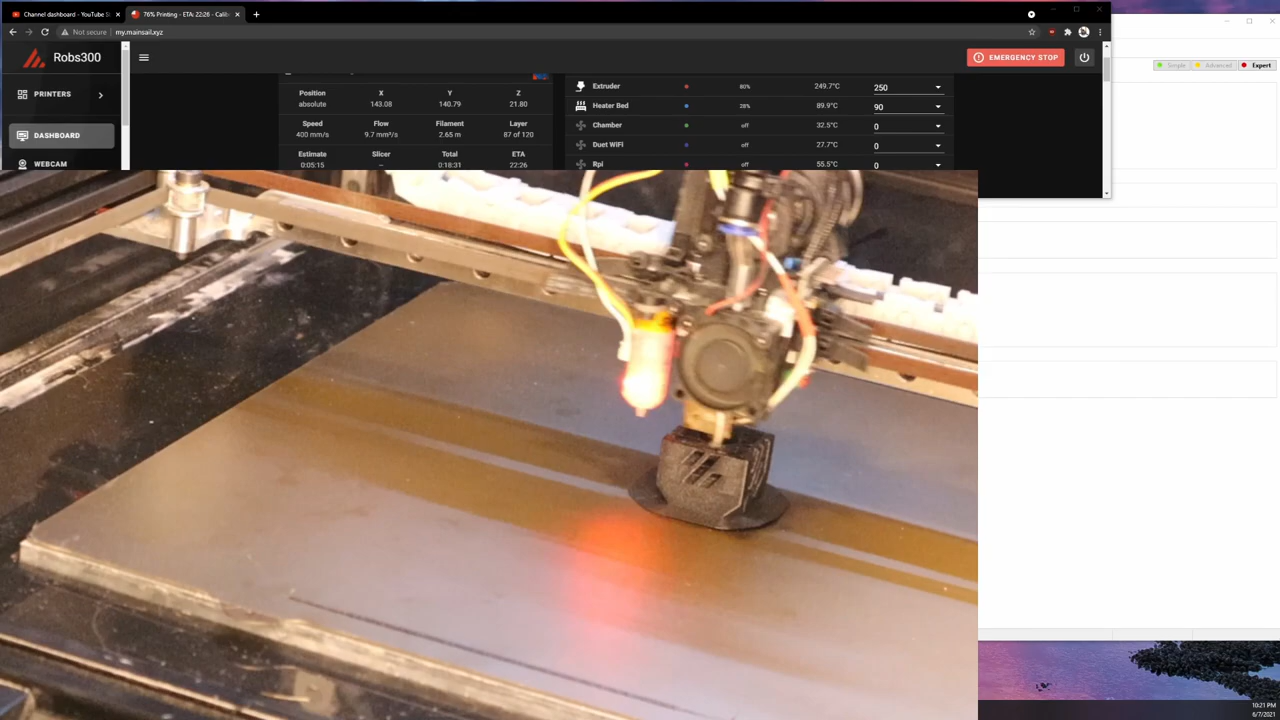 Channel dashboard - YouTube S
76% Printing - ETA: 22:26 - Calib
Not secure
my.mainsail.xyz
Robs300
EMERGENCY STOP
PRINTERS
DASHBOARD
WEBCAM
Position X Y Z
absolute 143.08 140.79 21.80
Speed Flow Filament Layer
400 mm/s 9.7 mm³/s 2.65 m 87 of 120
Estimate Slicer Total ETA
0:05:15 -- 0:18:31 22:26
Extruder 80% 249.7°C 250
Heater Bed 28% 89.9°C 90
Chamber off 32.5°C 0
Duet WiFi off 27.7°C 0
Rpi off 55.5°C 0
Simple Advanced Expert
10:21 PM
6/7/2021